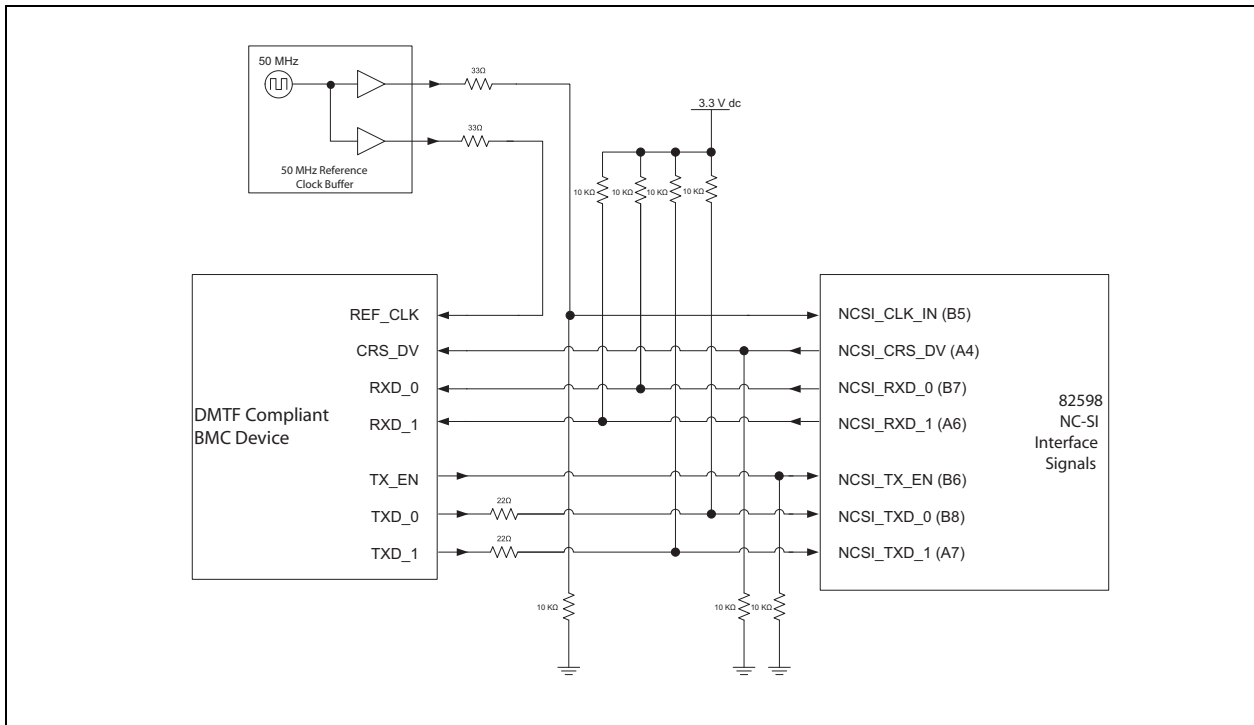 50 MHz
33Ω
33Ω
50 MHz Reference
Clock Buffer
3.3 V dc
10 KΩ
10 KΩ
10 KΩ
10 KΩ
DMTF Compliant
BMC Device
REF_CLK
CRS_DV
RXD_0
RXD_1
TX_EN
TXD_0
TXD_1
22Ω
22Ω
NCSI_CLK_IN (B5)
NCSI_CRS_DV (A4)
NCSI_RXD_0 (B7)
NCSI_RXD_1 (A6)
NCSI_TX_EN (B6)
NCSI_TXD_0 (B8)
NCSI_TXD_1 (A7)
82598
NC-SI
Interface
Signals
10 KΩ
10 KΩ
10 KΩ